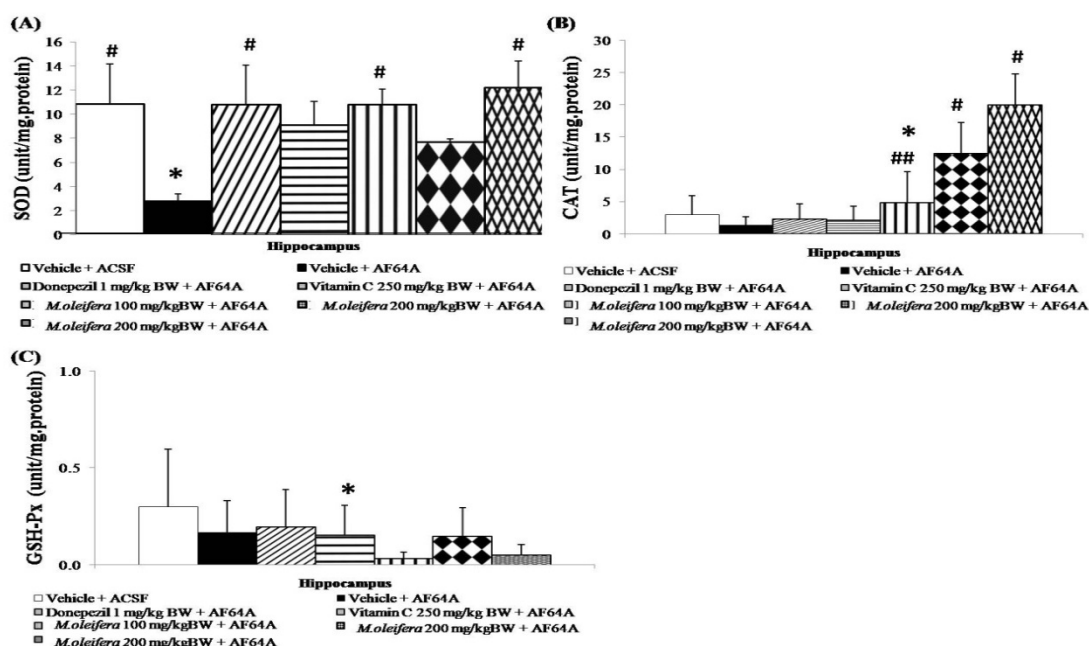 (A)
SOD (unit/mg.protein)
16
14
12
10
8
6
4
2
0
#
*
#
#
#
Hippocampus
Vehicle + ACSF
Vehicle + AF64A
Donepezil 1 mg/kg BW + AF64A
Vitamin C 250 mg/kg BW + AF64A
M.oleifera 100 mg/kgBW + AF64A
M.oleifera 200 mg/kgBW + AF64A
M.oleifera 200 mg/kgBW + AF64A
(B)
CAT (unit/mg.protein)
30
25
20
15
10
5
0
*
##
#
#
Hippocampus
Vehicle + ACSF
Vehicle + AF64A
Donepezil 1 mg/kg BW + AF64A
Vitamin C 250 mg/kg BW + AF64A
M.oleifera 100 mg/kgBW + AF64A
M.oleifera 200 mg/kgBW + AF64A
M.oleifera 200 mg/kgBW + AF64A
(C)
GSH-Px (unit/mg.protein)
1.0
0.5
0.0
*
Hippocampus
Vehicle + ACSF
Vehicle + AF64A
Donepezil 1 mg/kg BW + AF64A
Vitamin C 250 mg/kg BW + AF64A
M.oleifera 100 mg/kgBW + AF64A
M.oleifera 200 mg/kgBW + AF64A
M.oleifera 200 mg/kgBW + AF64A